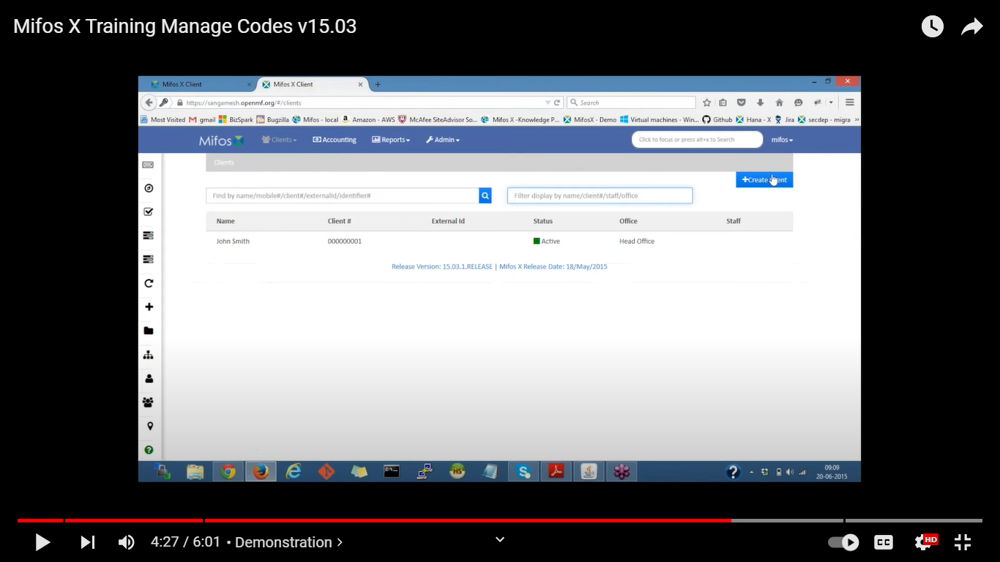 Mifos X Training Manage Codes v15.03
Mifos X Client
Mifos X Client
https://sangamesh.openmf.org/#/clients
Search
Most Visited gmail BizSpark Bugzilla Mifos - local Amazon - AWS McAfee SiteAdvisor So... Mifos X -Knowledge P... MifosX - Demo Virtual machines - Win... Github Hana - X Jira secdep - migra »
Mifos X Clients Accounting Reports Admin Click to focus or press alt+x to Search mifos
Clients
+Create
Find by name/mobile#/client#/externalId/identifier# Filter display by name/client#/staff/office
Name Client # External Id Status Office Staff
John Smith 000000001 Active Head Office
Release Version: 15.03.1.RELEASE | Mifos X Release Date: 18/May/2015
HS
09:09
20-06-2015
4:27 / 6:01 • Demonstration >
CC
HD